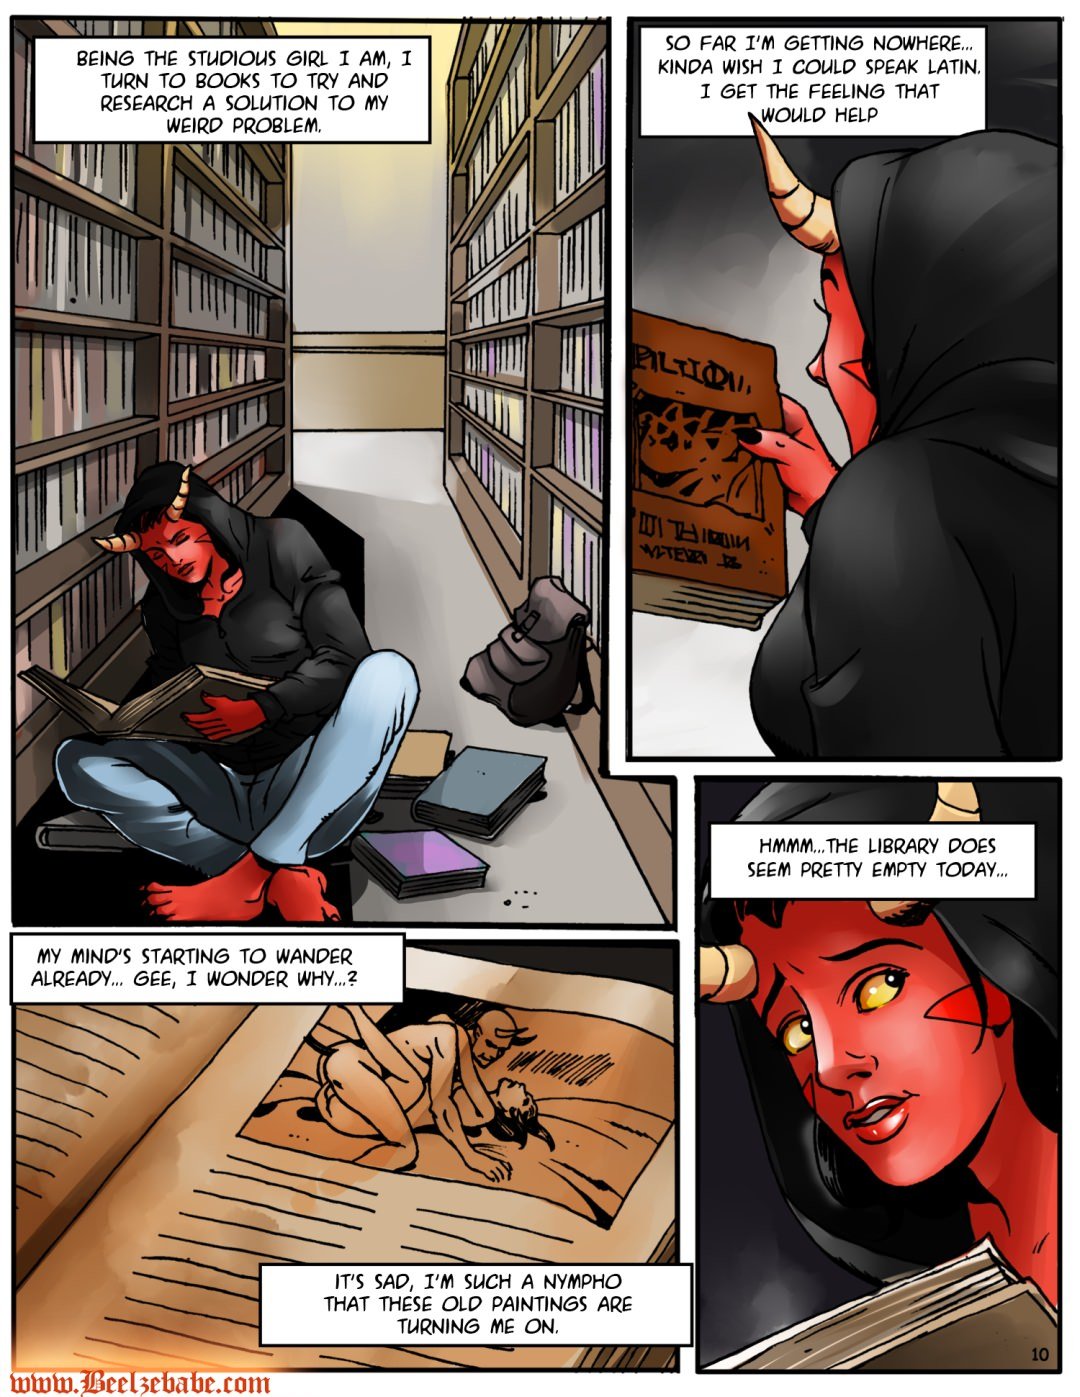 BEING THE STUDIOUS GIRL I AM, I
TURN TO BOOKS TO TRY AND
RESEARCH A SOLUTION TO MY
WEIRD PROBLEM.
SO FAR I'M GETTING NOWHERE...
KINDA WISH I COULD SPEAK LATIN.
I GET THE FEELING THAT
WOULD HELP
MY MIND'S STARTING TO WANDER
ALREADY... GEE, I WONDER WHY...?
IT'S SAD, I'M SUCH A NYMPHO
THAT THESE OLD PAINTINGS ARE
TURNING ME ON.
HMMM...THE LIBRARY DOES
SEEM PRETTY EMPTY TODAY...
10
www.Beelzebabe.com